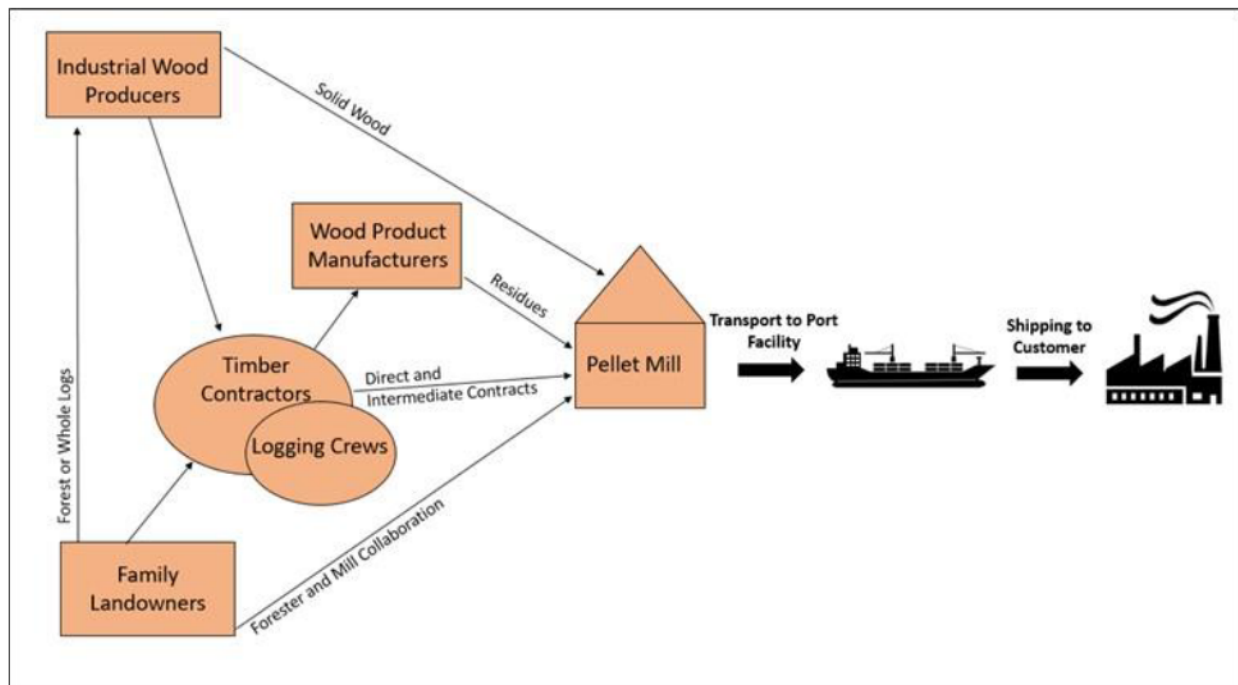 Industrial Wood
Producers
Solid Wood
Wood Product
Manufacturers
Residues
Timber
Contractors
Logging Crews
Direct and
Intermediate Contracts
Forest or Whole Logs
Family
Landowners
Forester and Mill Collaboration
Pellet Mill
Transport to Port
Facility
Shipping to
Customer